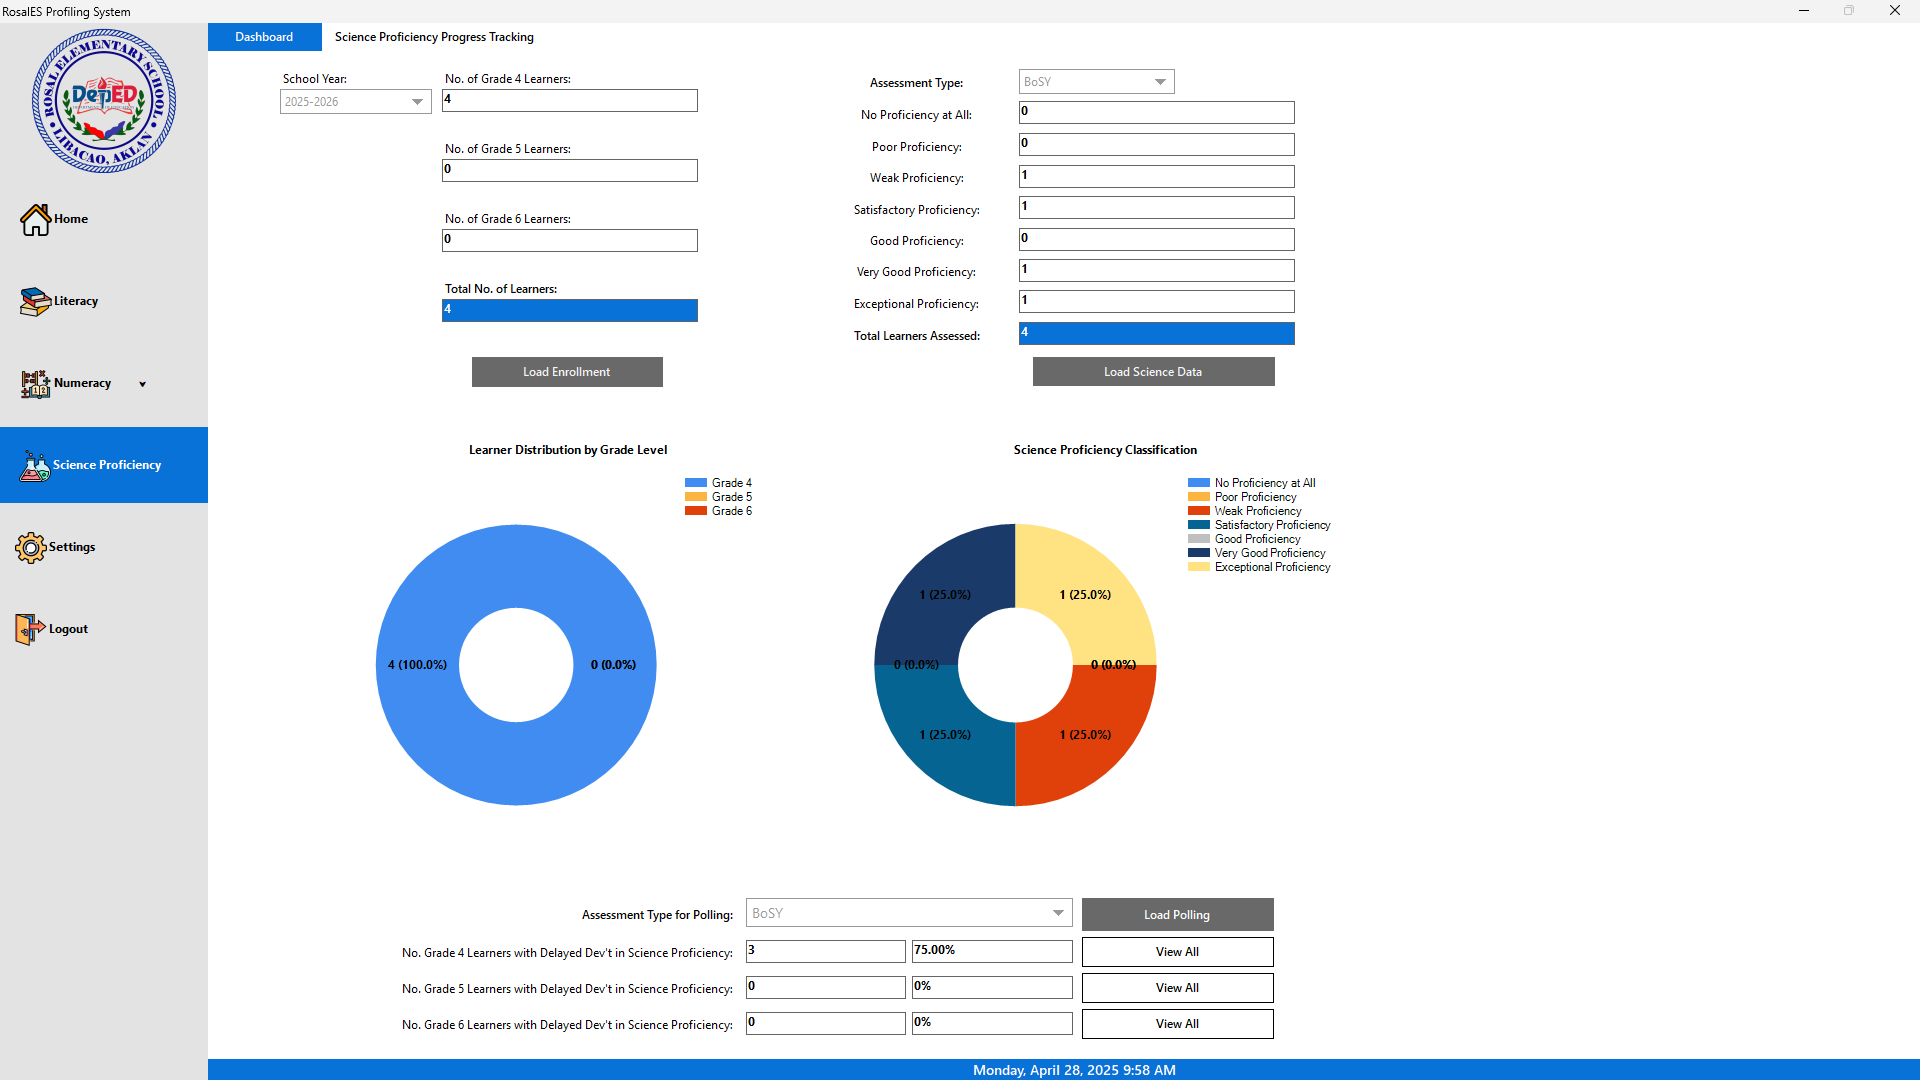 RosalES Profiling System
ROSAL ELEMENTARY SCHOOL
DepED
DEPARTMENT OF EDUCATION
LIBACAO, AKLAN
Home
Literacy
Numeracy
Science Proficiency
Settings
Logout
Dashboard
Science Proficiency Progress Tracking
School Year:
2025-2026
No. of Grade 4 Learners:
4
No. of Grade 5 Learners:
0
No. of Grade 6 Learners:
0
Total No. of Learners:
4
Load Enrollment
Assessment Type:
BoSY
No Proficiency at All:
0
Poor Proficiency:
0
Weak Proficiency:
1
Satisfactory Proficiency:
1
Good Proficiency:
0
Very Good Proficiency:
1
Exceptional Proficiency:
1
Total Learners Assessed:
4
Load Science Data
Learner Distribution by Grade Level
Grade 4
Grade 5
Grade 6
4 (100.0%)
0 (0.0%)
Science Proficiency Classification
No Proficiency at All
Poor Proficiency
Weak Proficiency
Satisfactory Proficiency
Good Proficiency
Very Good Proficiency
Exceptional Proficiency
1 (25.0%)
1 (25.0%)
0 (0.0%)
0 (0.0%)
1 (25.0%)
1 (25.0%)
Assessment Type for Polling:
BoSY
Load Polling
No. Grade 4 Learners with Delayed Dev't in Science Proficiency:
3
75.00%
View All
No. Grade 5 Learners with Delayed Dev't in Science Proficiency:
0
0%
View All
No. Grade 6 Learners with Delayed Dev't in Science Proficiency:
0
0%
View All
Monday, April 28, 2025 9:58 AM